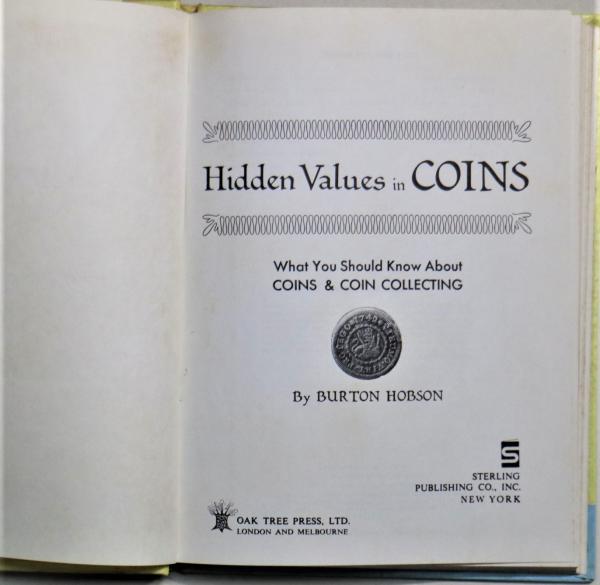 Hidden Values in COINS
What You Should Know About
COINS & COIN COLLECTING
By BURTON HOBSON
S
STERLING
PUBLISHING CO., INC.
NEW YORK
OAK TREE PRESS, LTD.
LONDON AND MELBOURNE